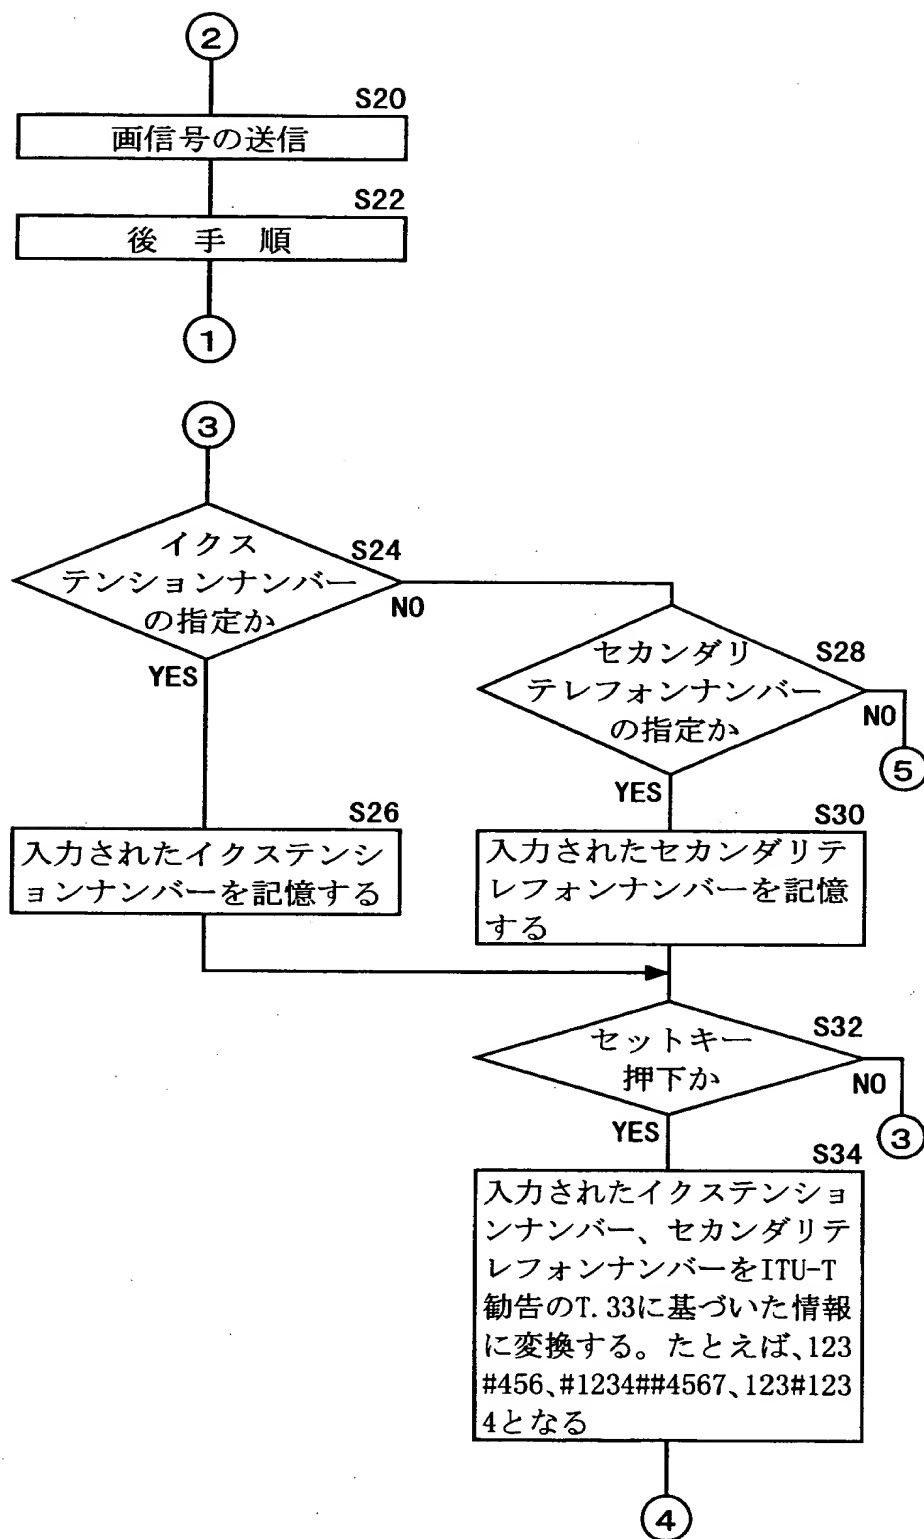 ②
S20
画信号の送信
S22
後 手 順
①
③
イクス
テンションナンバー
の指定か
S24
NO
YES
セカンダリ
テレフォンナンバー
の指定か
S28
NO
⑤
YES
S26
入力されたイクステンシ
ョンナンバーを記憶する
S30
入力されたセカンダリテ
レフォンナンバーを記憶
する
セットキー
押下か
S32
NO
③
YES
S34
入力されたイクステンショ
ンナンバー、セカンダリテ
レフォンナンバーをITU-T
勧告のT.33に基づいた情報
に変換する。たとえば、123
#456、#1234##4567、123#123
4となる
④